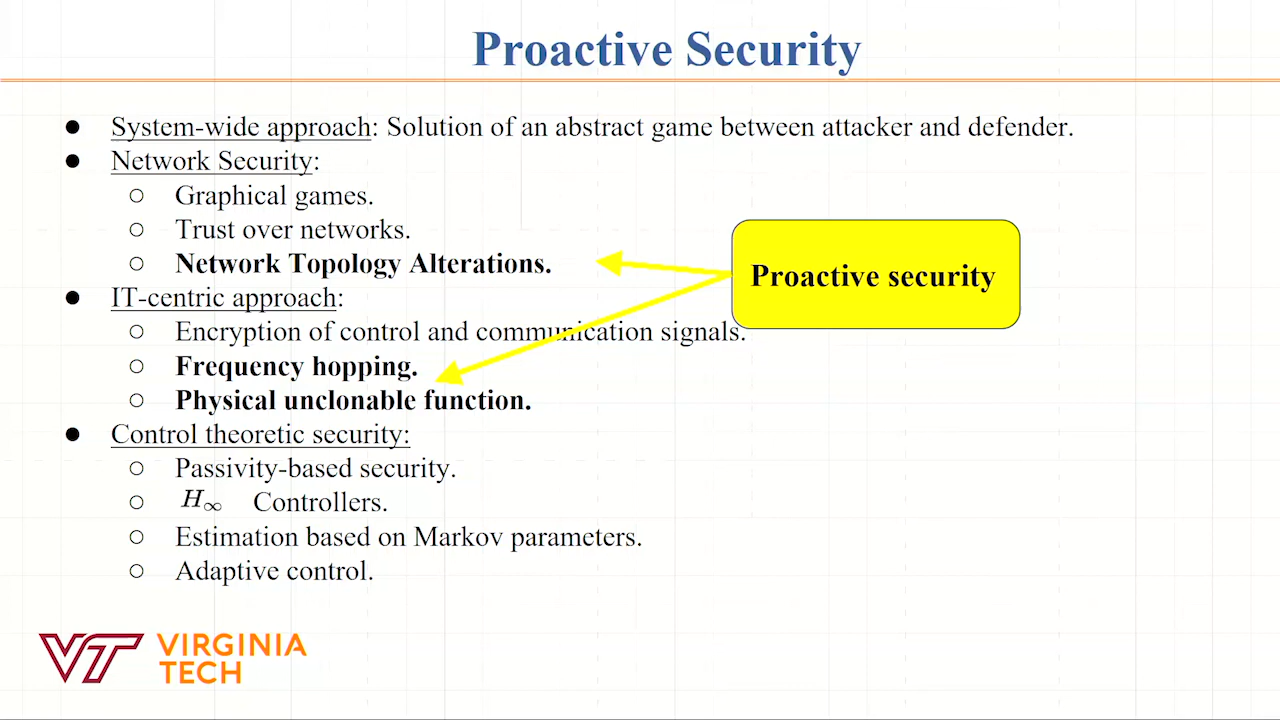 Proactive Security
● System-wide approach: Solution of an abstract game between attacker and defender.
● Network Security:
○ Graphical games.
○ Trust over networks.
○ Network Topology Alterations.
Proactive security
● IT-centric approach:
○ Encryption of control and communication signals.
○ Frequency hopping.
○ Physical unclonable function.
● Control theoretic security:
○ Passivity-based security.
○ H∞ Controllers.
○ Estimation based on Markov parameters.
○ Adaptive control.
VT VIRGINIA
TECH